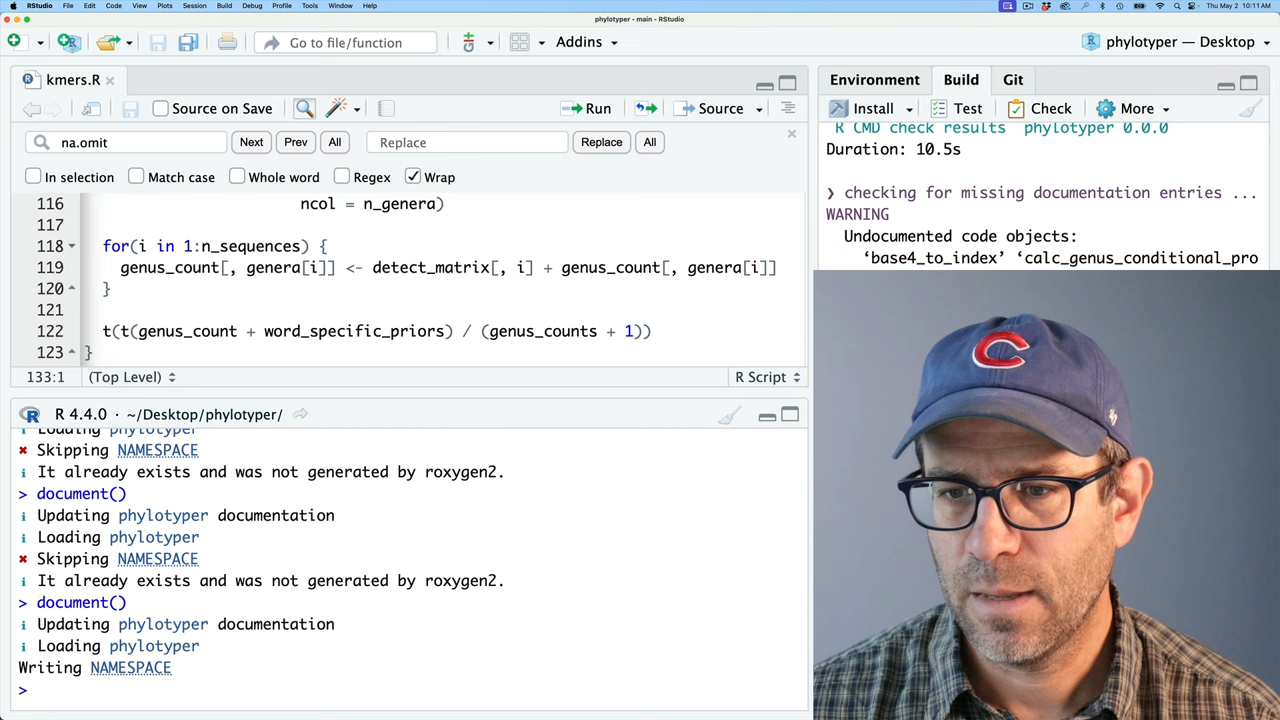 RStudio File Edit Code View Plots Session Build Debug Profile Tools Window Help Thu May 2 10:11 AM
phylotyper - main - RStudio
Go to file/function Addins phylotyper — Desktop
kmers.R
Source on Save Run Source
na.omit Next Prev All Replace Replace All
In selection Match case Whole word Regex Wrap
116 ncol = n_genera)
117
118 for(i in 1:n_sequences) {
119 genus_count[, genera[i]] <- detect_matrix[, i] + genus_count[, genera[i]]
120 }
121
122 t(t(genus_count + word_specific_priors) / (genus_counts + 1))
123 }
133:1 (Top Level) R Script
R 4.4.0 · ~/Desktop/phylotyper/
ℹ Loading phylotyper
✖ Skipping NAMESPACE
ℹ It already exists and was not generated by roxygen2.
> document()
ℹ Updating phylotyper documentation
ℹ Loading phylotyper
✖ Skipping NAMESPACE
ℹ It already exists and was not generated by roxygen2.
> document()
ℹ Updating phylotyper documentation
ℹ Loading phylotyper
Writing NAMESPACE
>
Environment Build Git
Install Test Check More
R CMD check results phylotyper 0.0.0
Duration: 10.5s
❯ checking for missing documentation entries ...
WARNING
Undocumented code objects:
‘base4_to_index’ ‘calc_genus_conditional_pro
C